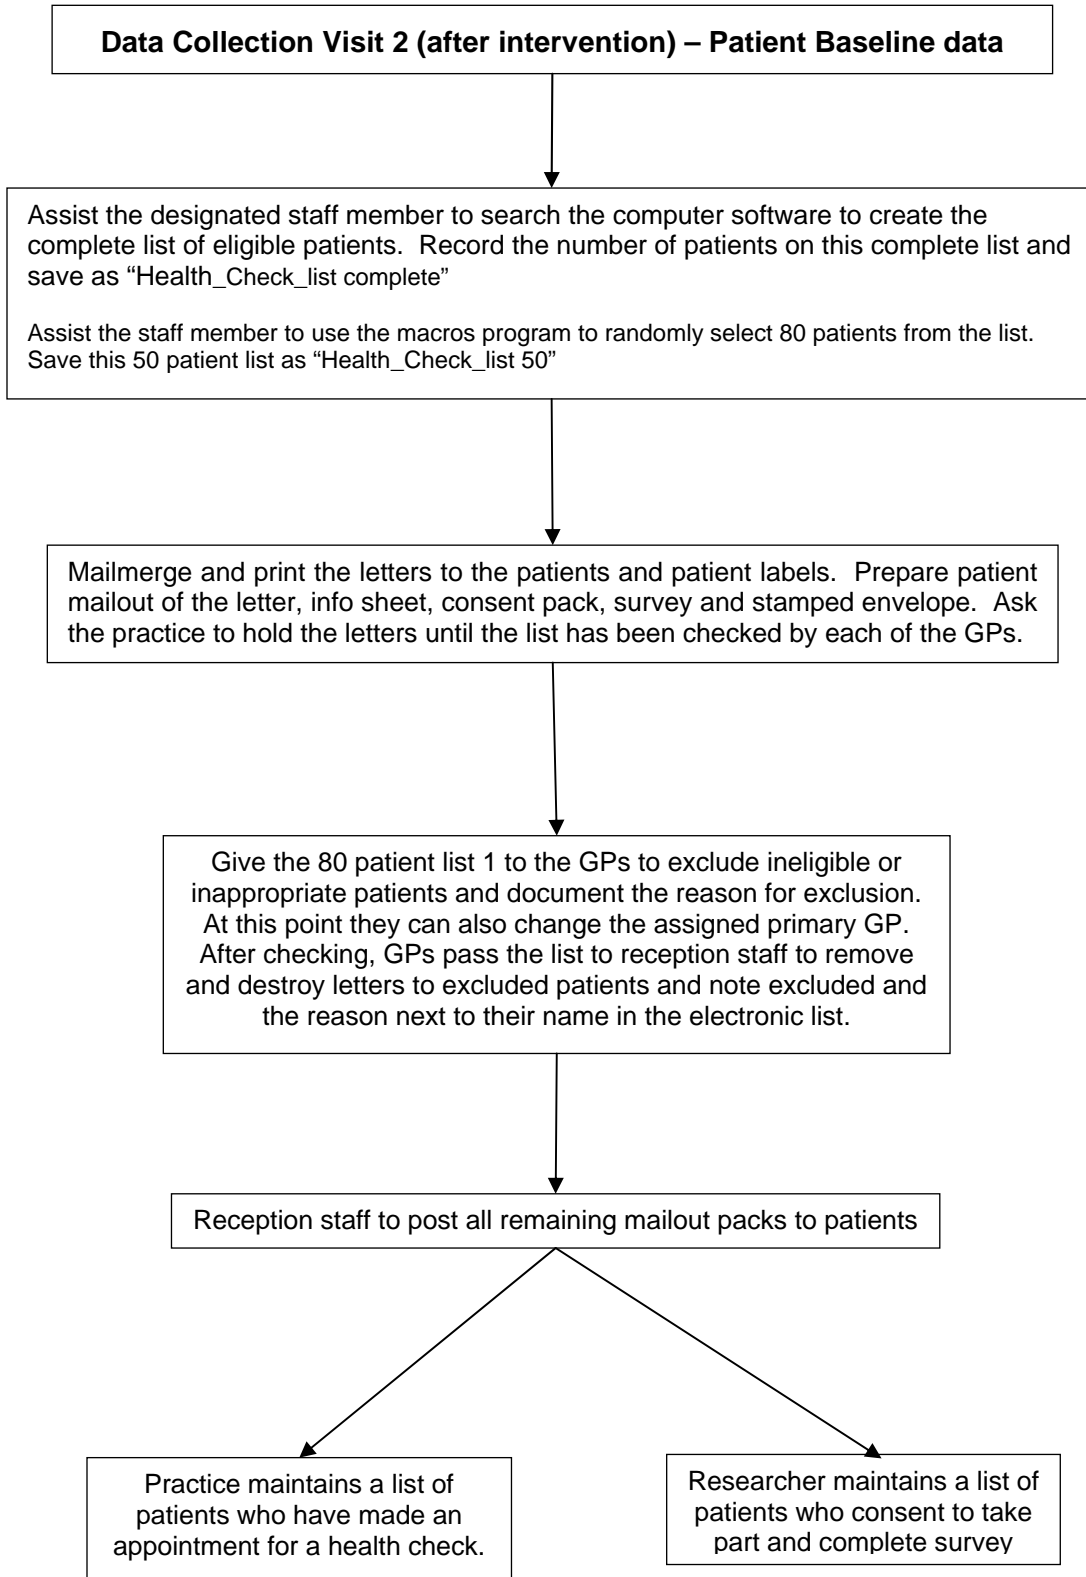 Data Collection Visit 2 (after intervention) – Patient Baseline data
Assist the designated staff member to search the computer software to create the
complete list of eligible patients.  Record the number of patients on this complete list and
save as “Health_Check_list complete”
Assist the staff member to use the macros program to randomly select 80 patients from the list.
Save this 50 patient list as “Health_Check_list 50”
Mailmerge and print the letters to the patients and patient labels.  Prepare patient
mailout of the letter, info sheet, consent pack, survey and stamped envelope.  Ask
the practice to hold the letters until the list has been checked by each of the GPs.
Give the 80 patient list 1 to the GPs to exclude ineligible or
inappropriate patients and document the reason for exclusion.
At this point they can also change the assigned primary GP.
After checking, GPs pass the list to reception staff to remove
and destroy letters to excluded patients and note excluded and
the reason next to their name in the electronic list.
Reception staff to post all remaining mailout packs to patients
Practice maintains a list of
patients who have made an
appointment for a health check.
Researcher maintains a list of
patients who consent to take
part and complete survey